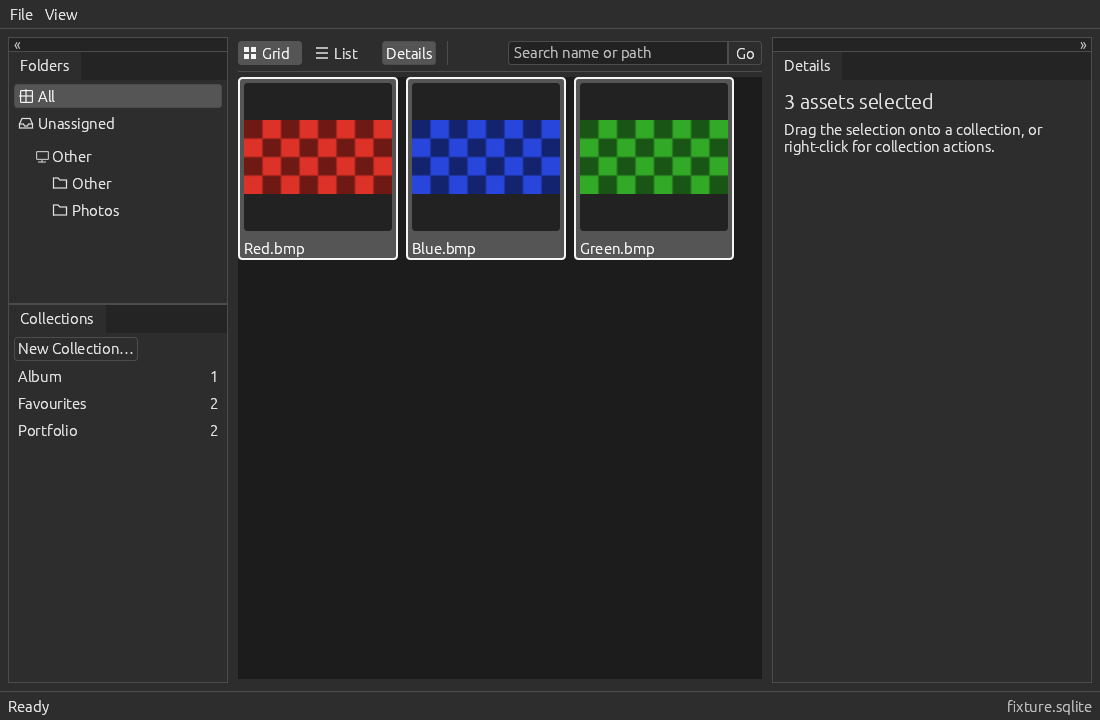 File View
«
Folders
All
Unassigned
Other
Other
Photos
Collections
New Collection…
Album 1
Favourites 2
Portfolio 2
Grid List Details Search name or path Go
Red.bmp Blue.bmp Green.bmp
»
Details
3 assets selected
Drag the selection onto a collection, or
right-click for collection actions.
Ready fixture.sqlite